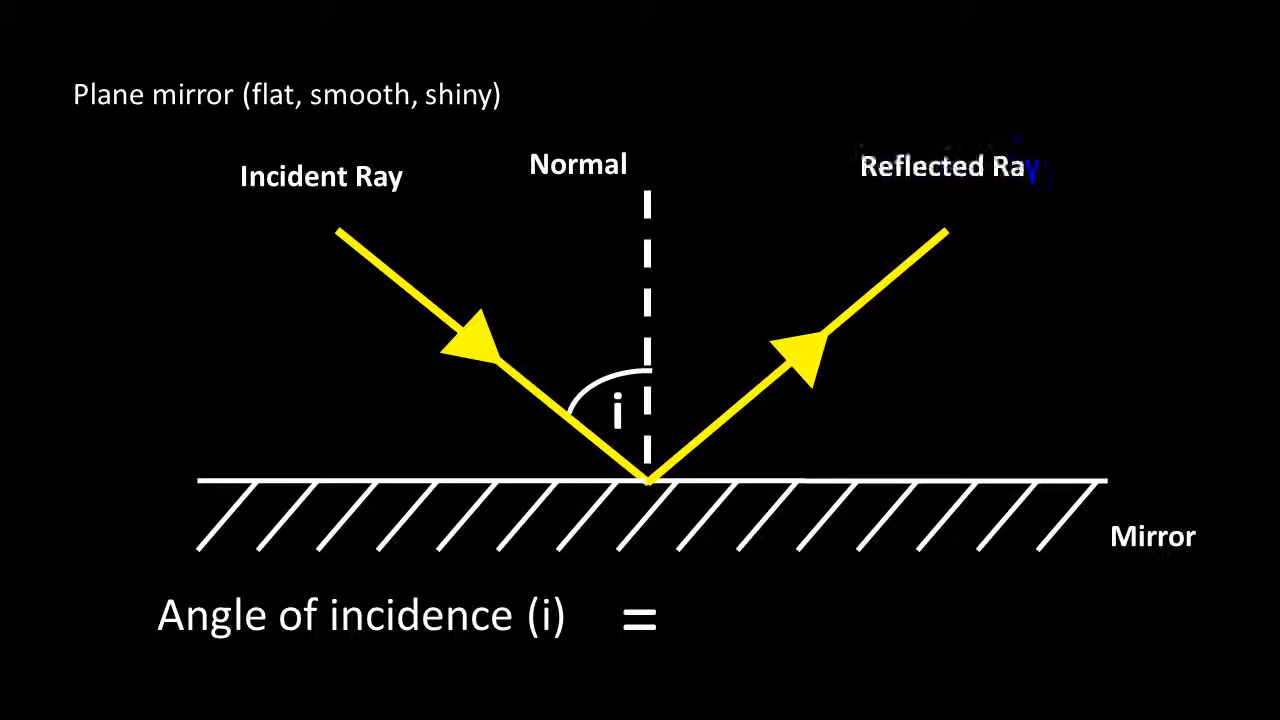 Plane mirror (flat, smooth, shiny)
Normal
Reflected Ray
Incident Ray
i
Mirror
Angle of incidence (i) =